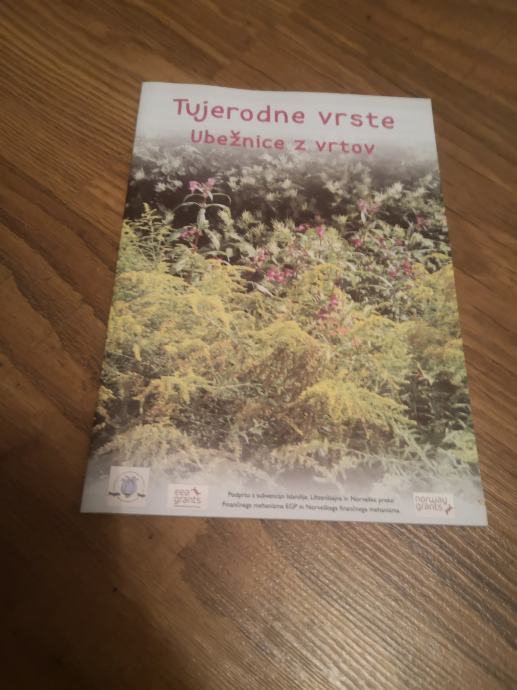 Tujerodne vrste
Ubežnice z vrtov
eea
grants
Podprto s subvencijo Islandije, Lihtenštajna in Norveške preko
Finančnega mehanizma EGP in Norveškega finančnega mehanizma.
norway
grants